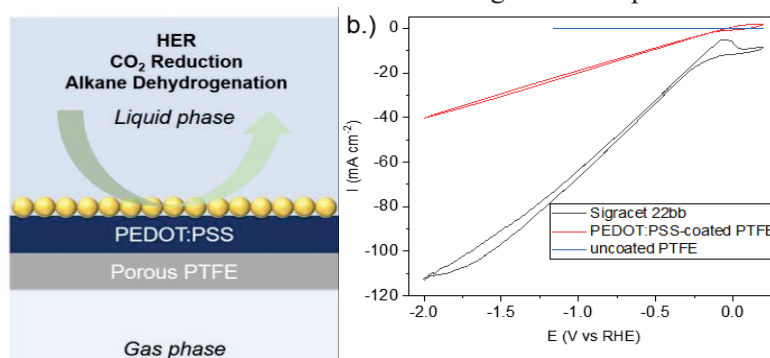 HER
CO₂ Reduction
Alkane Dehydrogenation
Liquid phase
PEDOT:PSS
Porous PTFE
Gas phase
b.)
I (mA cm⁻²)
0
-20
-40
-60
-80
-100
-120
Sigracet 22bb
PEDOT:PSS-coated PTFE
uncoated PTFE
-2.0 -1.5 -1.0 -0.5 0.0
E (V vs RHE)